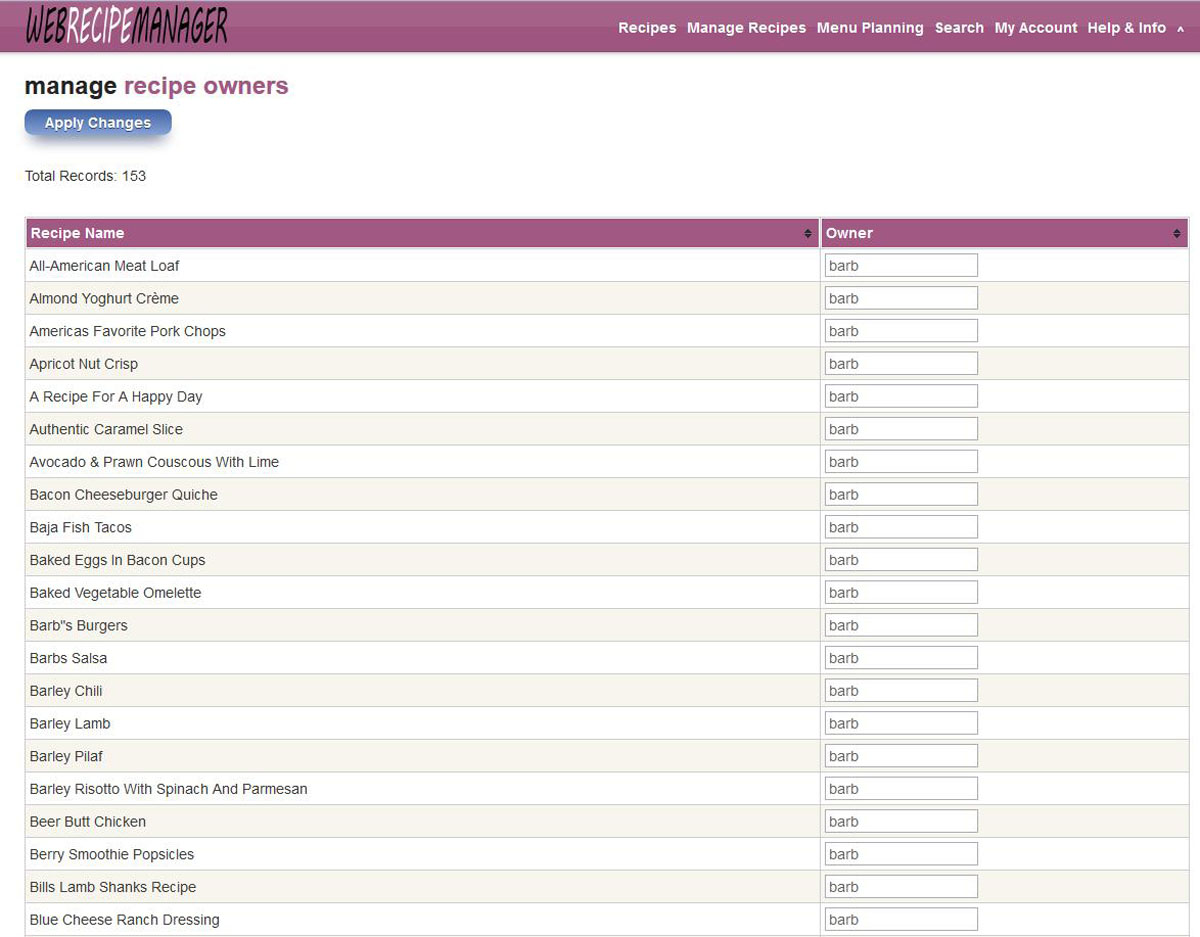 WEBRECIPEMANAGER
Recipes Manage Recipes Menu Planning Search My Account Help & Info ^
manage recipe owners
Apply Changes
Total Records: 153
Recipe Name Owner
All-American Meat Loaf barb
Almond Yoghurt Crème barb
Americas Favorite Pork Chops barb
Apricot Nut Crisp barb
A Recipe For A Happy Day barb
Authentic Caramel Slice barb
Avocado & Prawn Couscous With Lime barb
Bacon Cheeseburger Quiche barb
Baja Fish Tacos barb
Baked Eggs In Bacon Cups barb
Baked Vegetable Omelette barb
Barb"s Burgers barb
Barbs Salsa barb
Barley Chili barb
Barley Lamb barb
Barley Pilaf barb
Barley Risotto With Spinach And Parmesan barb
Beer Butt Chicken barb
Berry Smoothie Popsicles barb
Bills Lamb Shanks Recipe barb
Blue Cheese Ranch Dressing barb